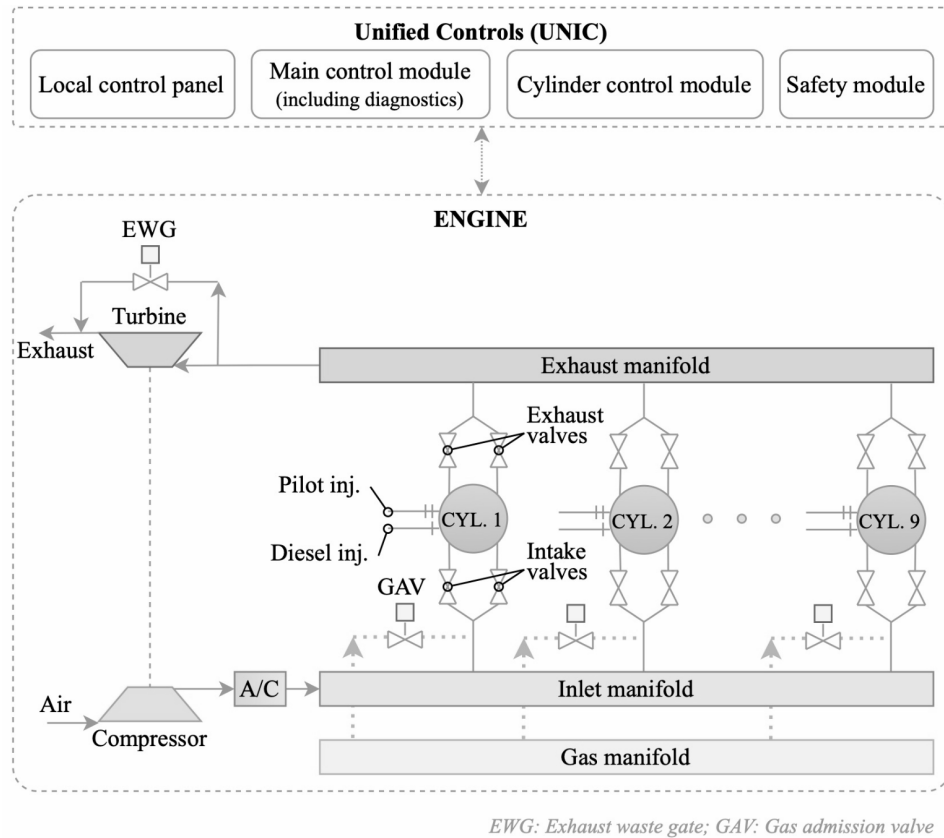 Unified Controls (UNIC)
Local control panel
Main control module
(including diagnostics)
Cylinder control module
Safety module
ENGINE
EWG
Turbine
Exhaust
Exhaust manifold
Exhaust
valves
Pilot inj.
CYL. 1
CYL. 2
CYL. 9
Diesel inj.
Intake
valves
GAV
A/C
Inlet manifold
Air
Compressor
Gas manifold
EWG: Exhaust waste gate; GAV: Gas admission valve